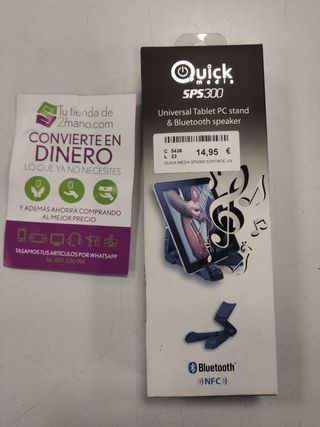 Tu tienda de
2ªmano.com
CONVIERTE EN
DINERO
LO QUE YA NO NECESITES
Y ADEMÁS AHORRA COMPRANDO
AL MEJOR PRECIO
TASAMOS TUS ARTÍCULOS POR WHATSAPP
Quick
media
SPS300
Universal Tablet PC stand
& Bluetooth speaker
C 5438
L 23
14,95 €
QUICK MEDIA SPS300 SOPORTE UN
Bluetooth
NFC